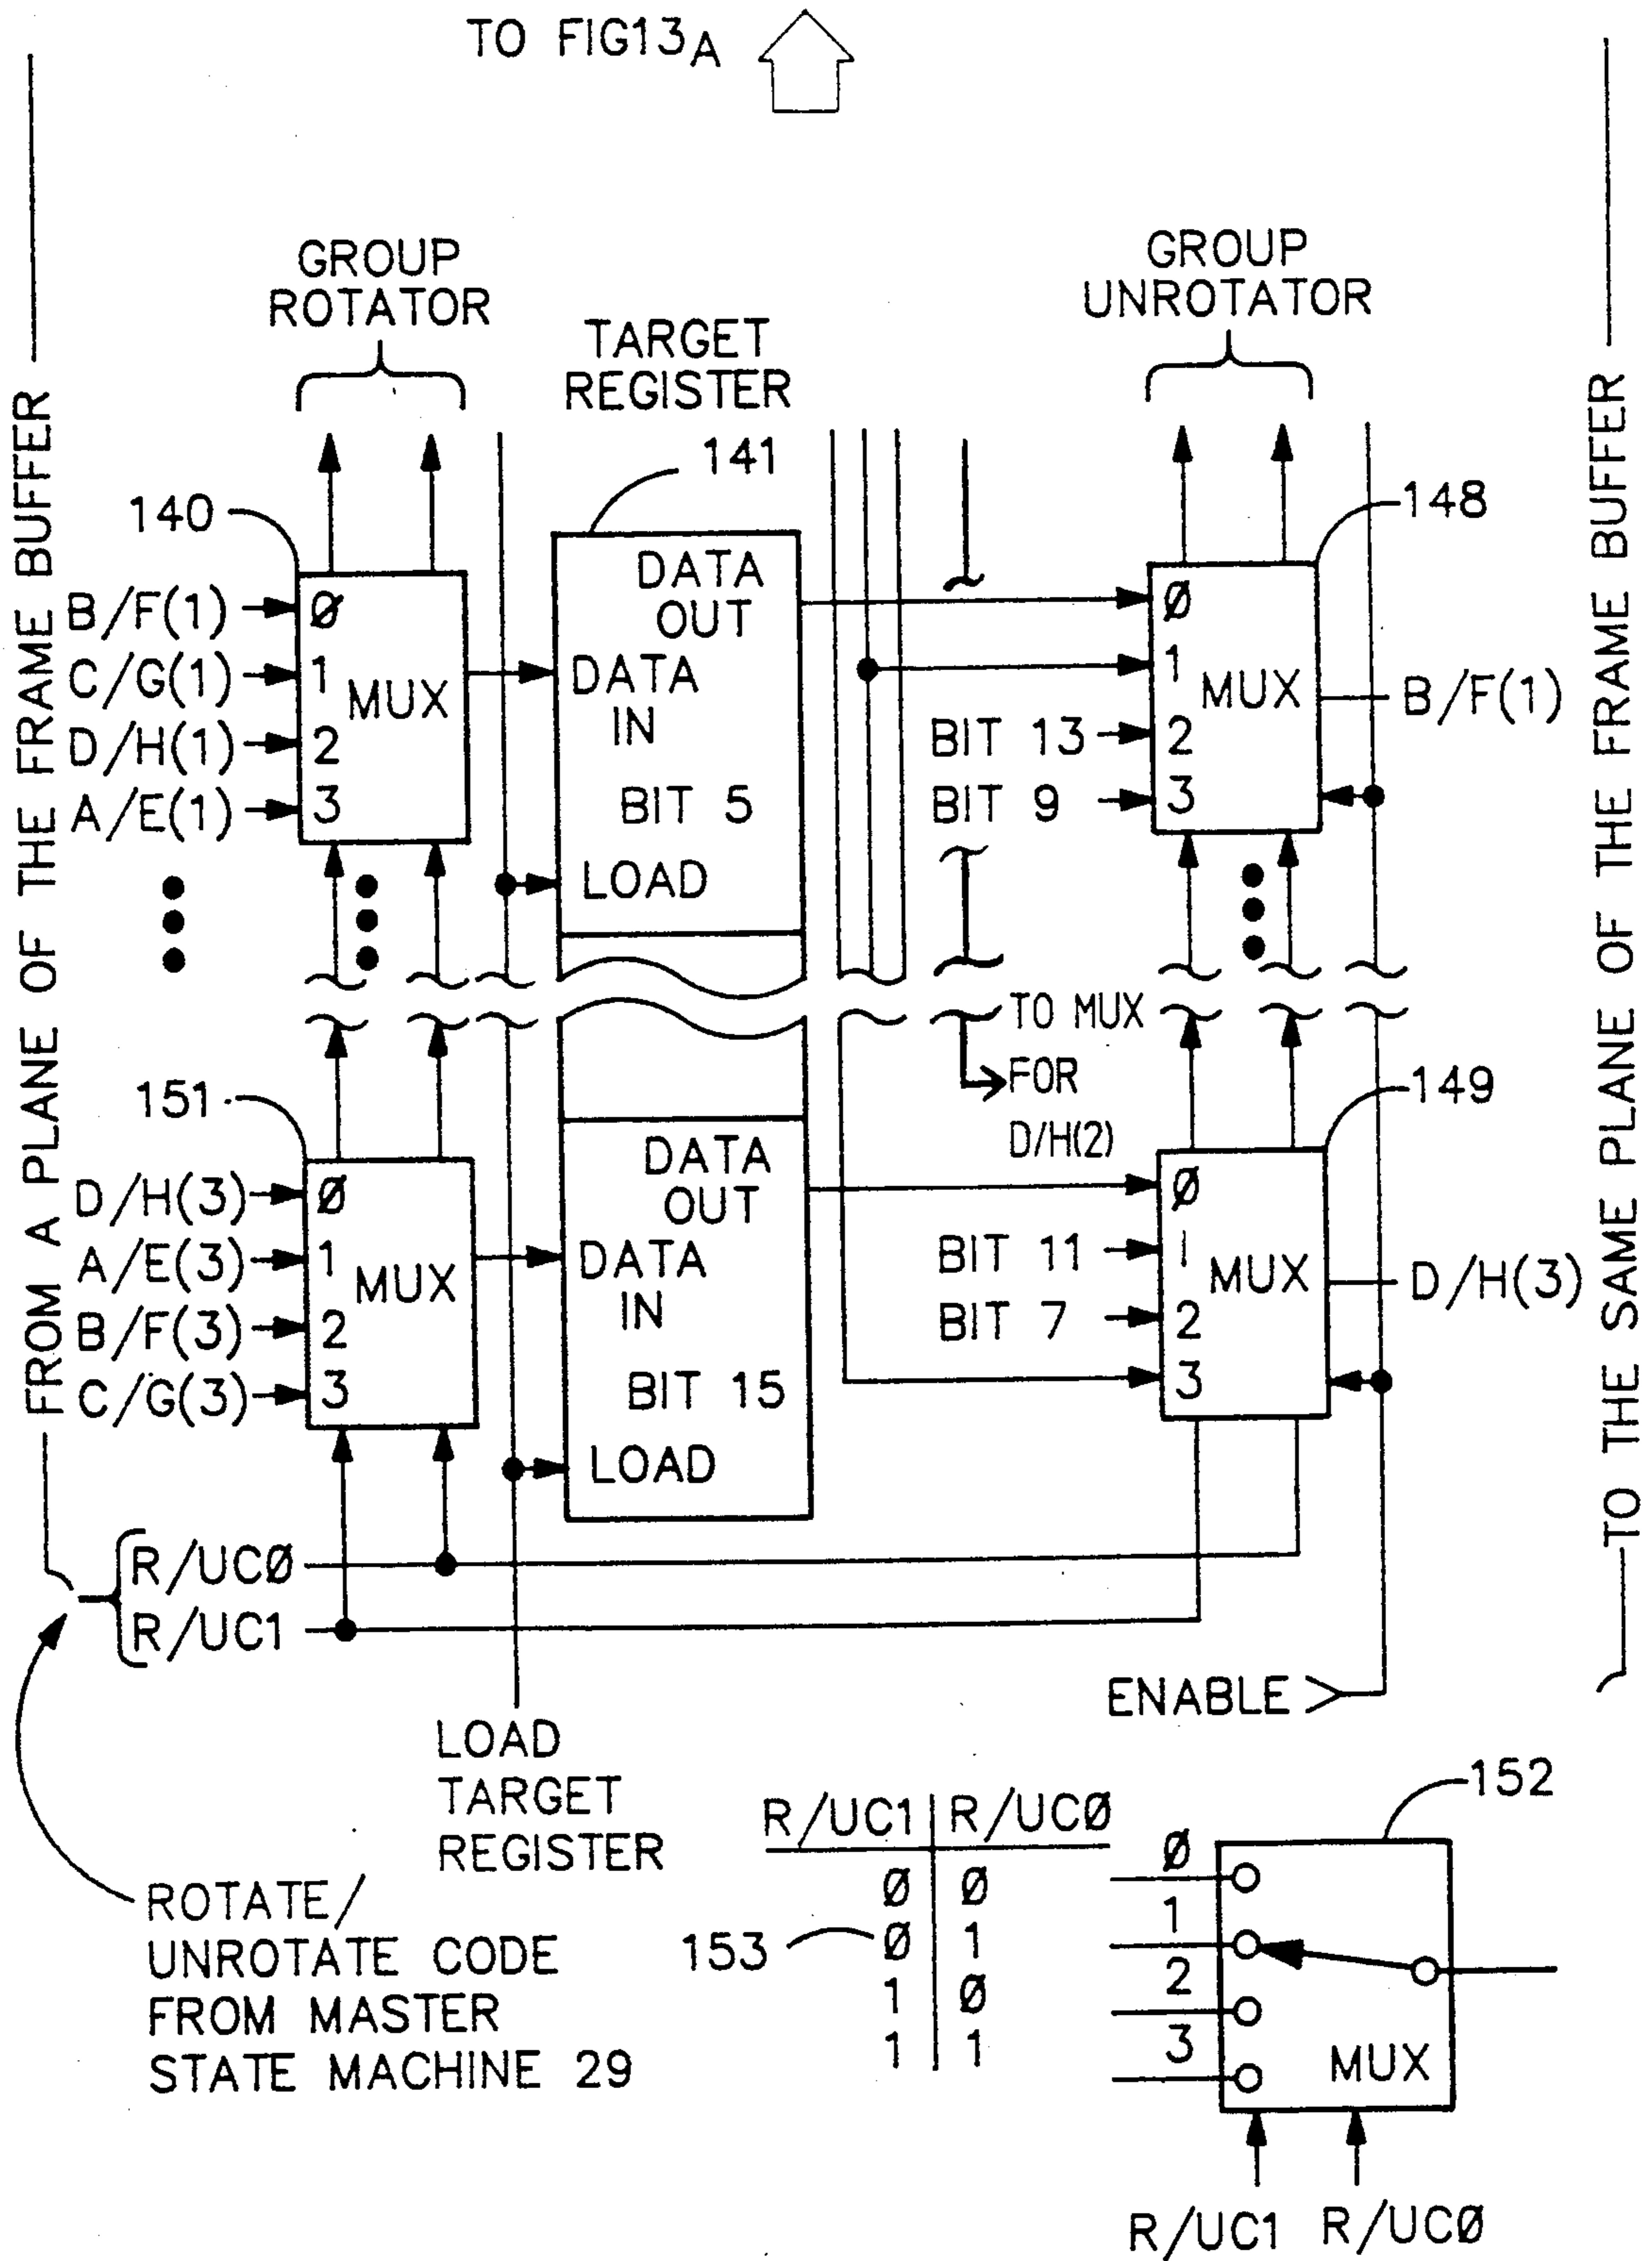 TO FIG13A
GROUP
ROTATOR
GROUP
UNROTATOR
TARGET
REGISTER
141
140
148
FROM A PLANE OF THE FRAME BUFFER
TO THE SAME PLANE OF THE FRAME BUFFER
B/F(1)
C/G(1)
D/H(1)
A/E(1)
Ø
1
2
3
MUX
DATA
OUT
DATA
IN
BIT 5
LOAD
BIT 13
BIT 9
Ø
1
2
3
MUX
B/F(1)
TO MUX
FOR
D/H(2)
151
149
D/H(3)
A/E(3)
B/F(3)
C/G(3)
Ø
1
2
3
MUX
DATA
OUT
DATA
IN
BIT 15
LOAD
BIT 11
BIT 7
Ø
1
2
3
MUX
D/H(3)
R/UCØ
R/UC1
ENABLE
LOAD
TARGET
REGISTER
ROTATE/
UNROTATE CODE
FROM MASTER
STATE MACHINE 29
R/UC1 R/UCØ
Ø Ø
Ø 1
1 Ø
1 1
153
152
Ø
1
2
3
MUX
R/UC1 R/UCØ